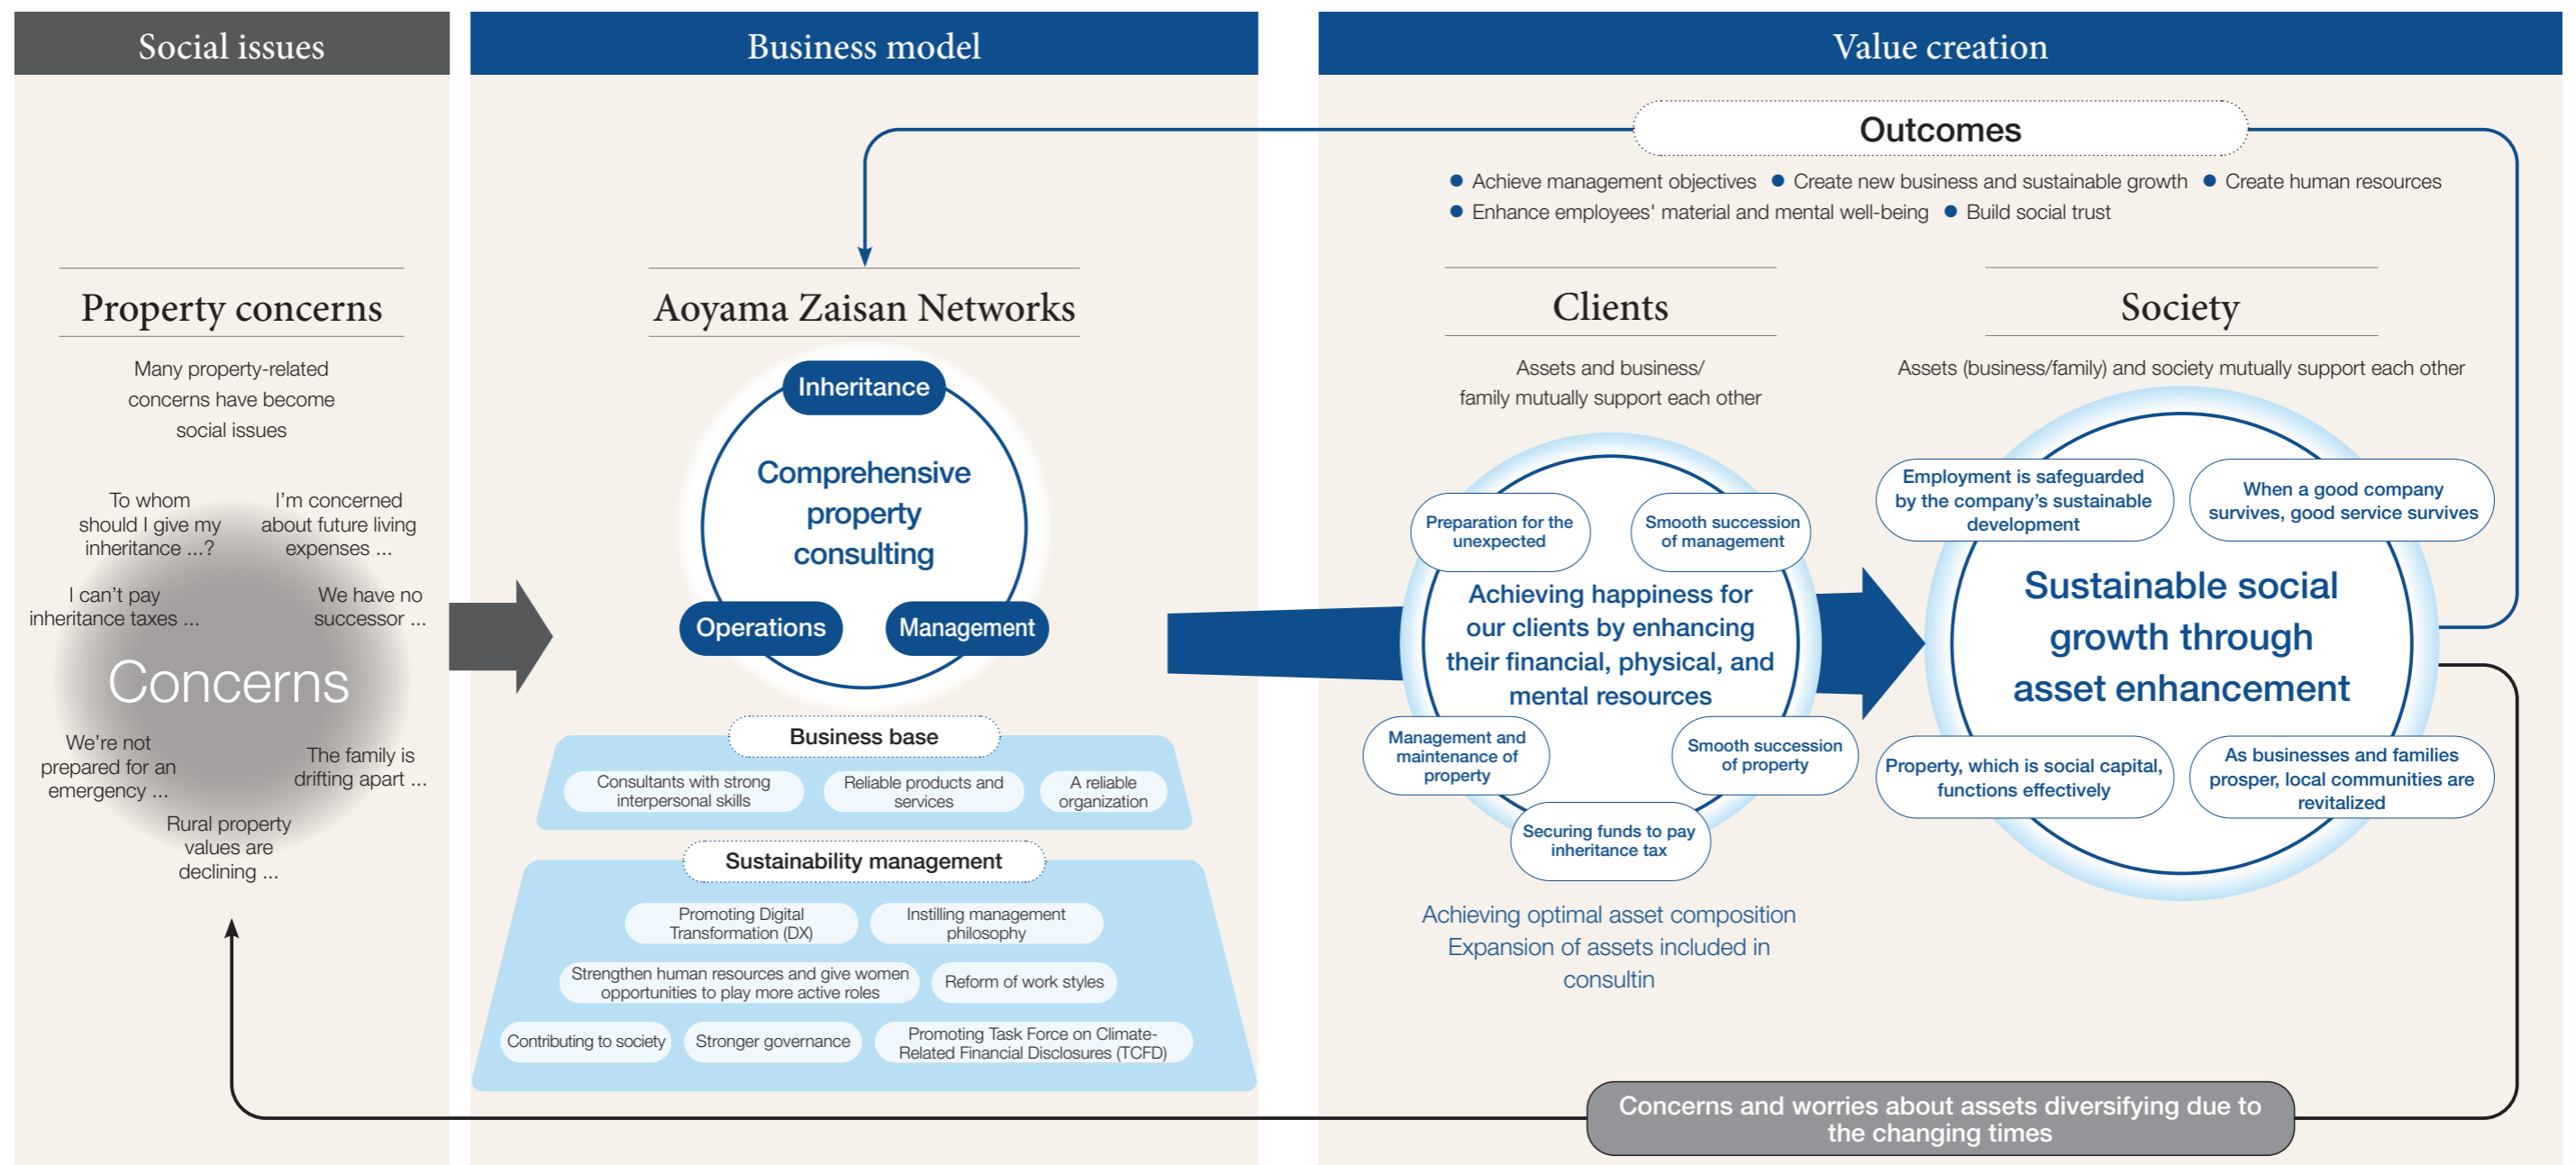 Social issues
Business model
Value creation
Outcomes
● Achieve management objectives ● Create new business and sustainable growth ● Create human resources
● Enhance employees' material and mental well-being ● Build social trust
Property concerns
Many property-related
concerns have become
social issues
To whom
should I give my
inheritance ...?
I'm concerned
about future living
expenses ...
I can't pay
inheritance taxes ...
We have no
successor ...
Concerns
We're not
prepared for an
emergency ...
The family is
drifting apart ...
Rural property
values are
declining ...
Aoyama Zaisan Networks
Inheritance
Comprehensive
property
consulting
Operations
Management
Business base
Consultants with strong
interpersonal skills
Reliable products and
services
A reliable
organization
Sustainability management
Promoting Digital
Transformation (DX)
Instilling management
philosophy
Strengthen human resources and give women
opportunities to play more active roles
Reform of work styles
Contributing to society
Stronger governance
Promoting Task Force on Climate-
Related Financial Disclosures (TCFD)
Clients
Assets and business/
family mutually support each other
Preparation for the
unexpected
Smooth succession
of management
Achieving happiness for
our clients by enhancing
their financial, physical, and
mental resources
Management and
maintenance of
property
Smooth succession
of property
Securing funds to pay
inheritance tax
Achieving optimal asset composition
Expansion of assets included in
consultin
Society
Assets (business/family) and society mutually support each other
Employment is safeguarded
by the company's sustainable
development
When a good company
survives, good service survives
Sustainable social
growth through
asset enhancement
Property, which is social capital,
functions effectively
As businesses and families
prosper, local communities are
revitalized
Concerns and worries about assets diversifying due to
the changing times